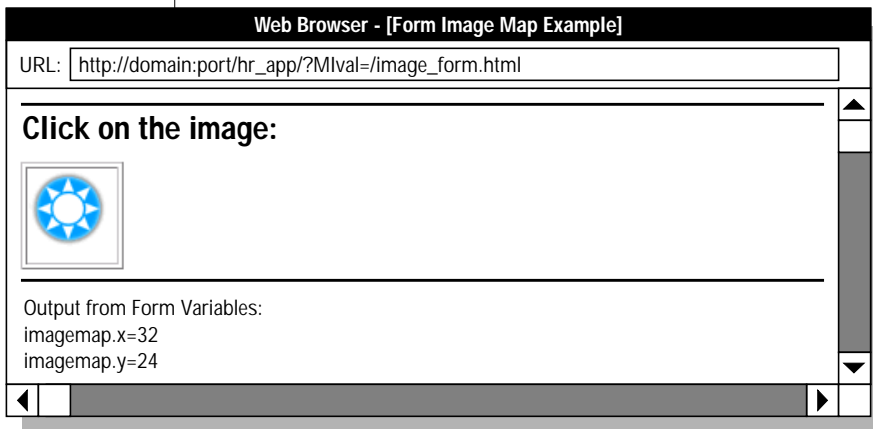 Web Browser - [Form Image Map Example]
URL: http://domain:port/hr_app/?MIval=/image_form.html
Click on the image:
Output from Form Variables:
imagemap.x=32
imagemap.y=24